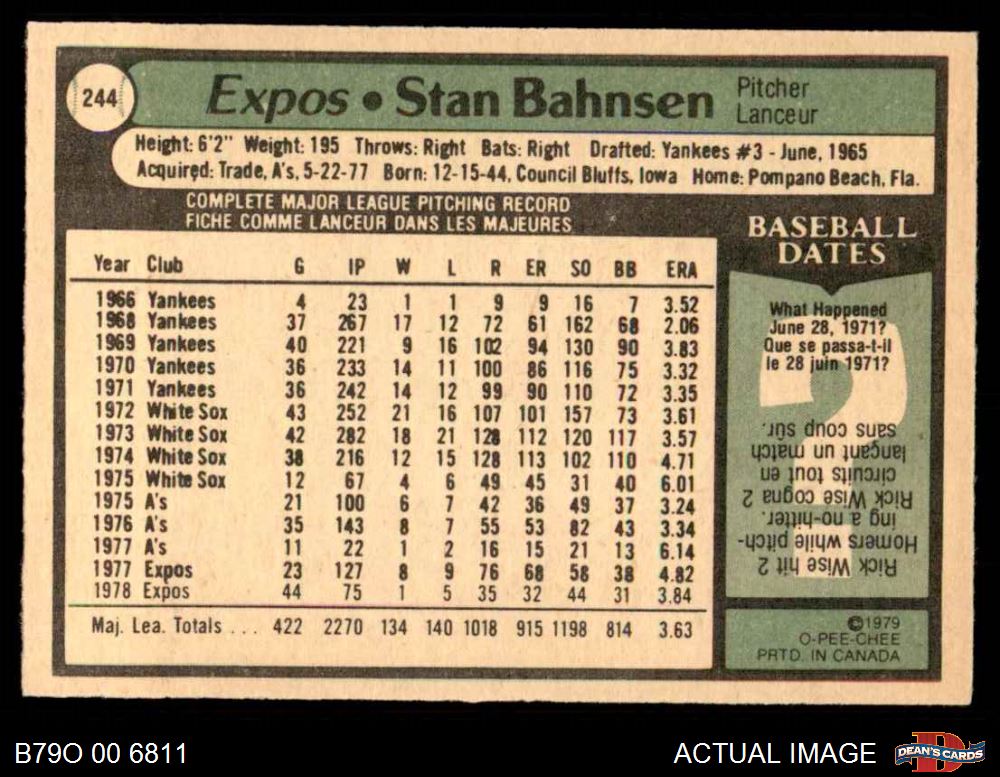 244
Expos • Stan Bahnsen
Pitcher
Lanceur
Height: 6'2" Weight: 195 Throws: Right Bats: Right Drafted: Yankees #3 - June, 1965
Acquired: Trade, A's, 5-22-77 Born: 12-15-44, Council Bluffs, Iowa Home: Pompano Beach, Fla.
COMPLETE MAJOR LEAGUE PITCHING RECORD
FICHE COMME LANCEUR DANS LES MAJEURES
Year Club G IP W L R ER SO BB ERA
1966 Yankees 4 23 1 1 9 9 16 7 3.52
1968 Yankees 37 267 17 12 72 61 162 68 2.06
1969 Yankees 40 221 9 16 102 94 130 90 3.83
1970 Yankees 36 233 14 11 100 86 116 75 3.32
1971 Yankees 36 242 14 12 99 90 110 72 3.35
1972 White Sox 43 252 21 16 107 101 157 73 3.61
1973 White Sox 42 282 18 21 128 112 120 117 3.57
1974 White Sox 38 216 12 15 128 113 102 110 4.71
1975 White Sox 12 67 4 6 49 45 31 40 6.01
1975 A's 21 100 6 7 42 36 49 37 3.24
1976 A's 35 143 8 7 55 53 82 43 3.34
1977 A's 11 22 1 2 16 15 21 13 6.14
1977 Expos 23 127 8 9 76 68 58 38 4.82
1978 Expos 44 75 1 5 35 32 44 31 3.84
Maj. Lea. Totals ... 422 2270 134 140 1018 915 1198 814 3.63
BASEBALL
DATES
What Happened
June 28, 1971?
Que se passa-t-il
le 28 juin 1971?
Rick Wise hit 2
Homers while pitch-
ing a no-hitter.
Rick Wise cogna 2
circuits tout en
lançant un match
sans coup sûr.
©1979
O-PEE-CHEE
PRTD. IN CANADA
B79O 00 6811
ACTUAL IMAGE
D
DEAN'S CARDS